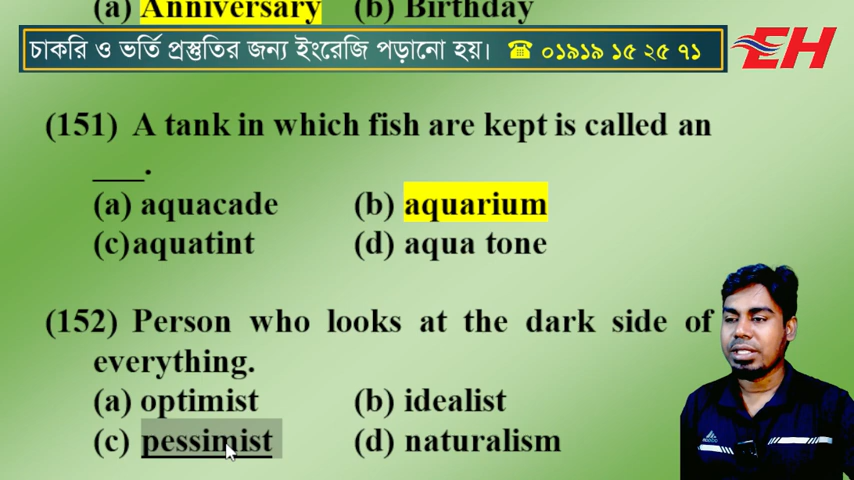 (a) Anniversary (b) Birthday
চাকরি ও ভর্তি প্রস্তুতির জন্য ইংরেজি পড়ানো হয়। ☎ ০১৯১৯ ১৫ ২৫ ৭১
EH
(151) A tank in which fish are kept is called an
___.
(a) aquacade (b) aquarium
(c) aquatint (d) aqua tone
(152) Person who looks at the dark side of
everything.
(a) optimist (b) idealist
(c) pessimist (d) naturalism